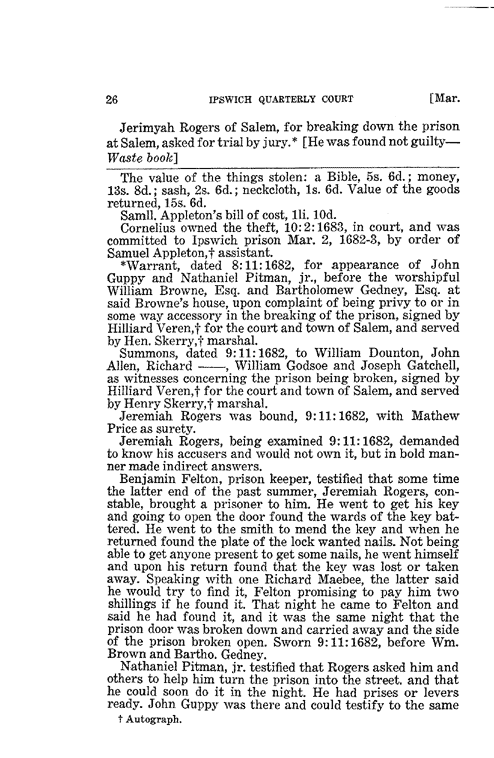 26 IPSWICH QUARTERLY COURT [Mar.
Jerimyah Rogers of Salem, for breaking down the prison
at Salem, asked for trial by jury.* [He was found not guilty—
Waste book]
The value of the things stolen: a Bible, 5s. 6d.; money,
13s. 8d.; sash, 2s. 6d.; neckcloth, 1s. 6d. Value of the goods
returned, 15s. 6d.
Samll. Appleton's bill of cost, 1li. 10d.
Cornelius owned the theft, 10:2:1683, in court, and was
committed to Ipswich prison Mar. 2, 1682-3, by order of
Samuel Appleton,† assistant.
*Warrant, dated 8:11:1682, for appearance of John
Guppy and Nathaniel Pitman, jr., before the worshipful
William Browne, Esq. and Bartholomew Gedney, Esq. at
said Browne's house, upon complaint of being privy to or in
some way accessory in the breaking of the prison, signed by
Hilliard Veren,† for the court and town of Salem, and served
by Hen. Skerry,† marshal.
Summons, dated 9:11:1682, to William Dounton, John
Allen, Richard ——, William Godsoe and Joseph Gatchell,
as witnesses concerning the prison being broken, signed by
Hilliard Veren,† for the court and town of Salem, and served
by Henry Skerry,† marshal.
Jeremiah Rogers was bound, 9:11:1682, with Mathew
Price as surety.
Jeremiah Rogers, being examined 9:11:1682, demanded
to know his accusers and would not own it, but in bold man-
ner made indirect answers.
Benjamin Felton, prison keeper, testified that some time
the latter end of the past summer, Jeremiah Rogers, con-
stable, brought a prisoner to him. He went to get his key
and going to open the door found the wards of the key bat-
tered. He went to the smith to mend the key and when he
returned found the plate of the lock wanted nails. Not being
able to get anyone present to get some nails, he went himself
and upon his return found that the key was lost or taken
away. Speaking with one Richard Maebee, the latter said
he would try to find it, Felton promising to pay him two
shillings if he found it. That night he came to Felton and
said he had found it, and it was the same night that the
prison door was broken down and carried away and the side
of the prison broken open. Sworn 9:11:1682, before Wm.
Brown and Bartho. Gedney.
Nathaniel Pitman, jr. testified that Rogers asked him and
others to help him turn the prison into the street. and that
he could soon do it in the night. He had prises or levers
ready. John Guppy was there and could testify to the same
† Autograph.